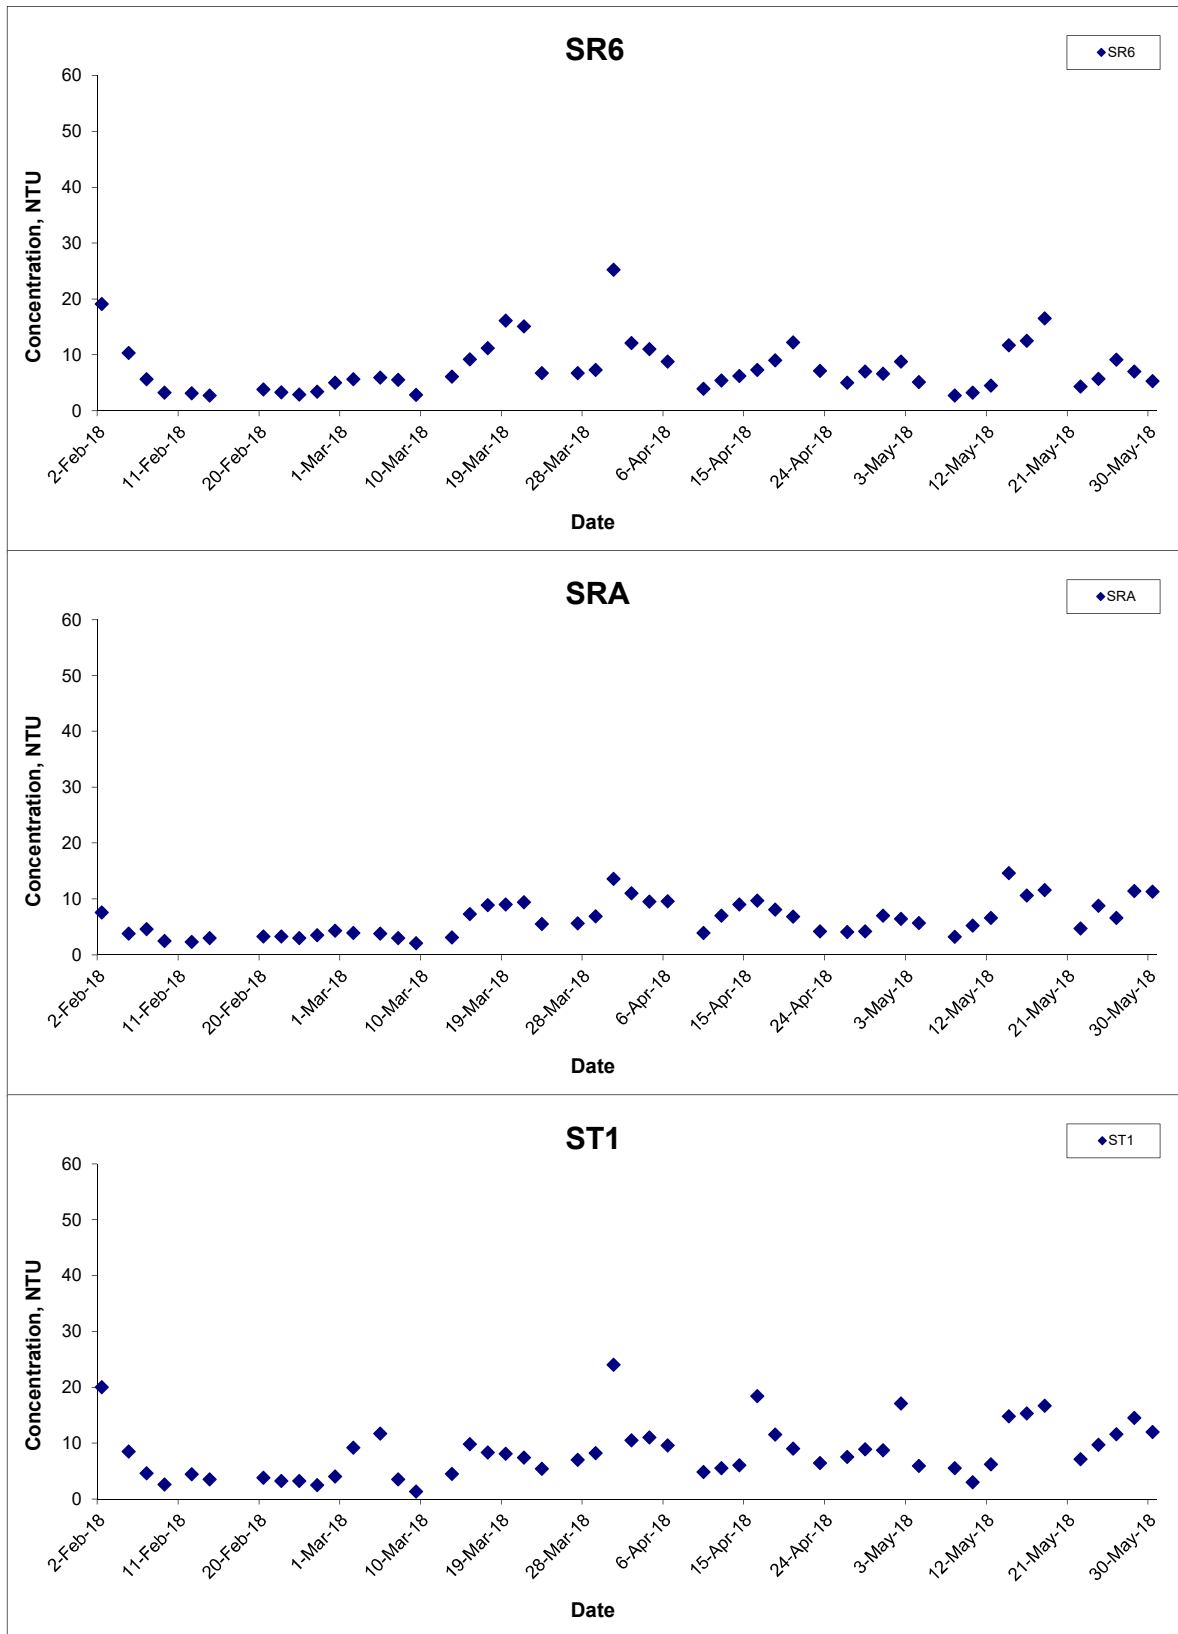 SR6
SR6
60
50
40
30
20
10
0
Concentration, NTU
2-Feb-18
11-Feb-18
20-Feb-18
1-Mar-18
10-Mar-18
19-Mar-18
28-Mar-18
6-Apr-18
15-Apr-18
24-Apr-18
3-May-18
12-May-18
21-May-18
30-May-18
Date
SRA
SRA
60
50
40
30
20
10
0
Concentration, NTU
2-Feb-18
11-Feb-18
20-Feb-18
1-Mar-18
10-Mar-18
19-Mar-18
28-Mar-18
6-Apr-18
15-Apr-18
24-Apr-18
3-May-18
12-May-18
21-May-18
30-May-18
Date
ST1
ST1
60
50
40
30
20
10
0
Concentration, NTU
2-Feb-18
11-Feb-18
20-Feb-18
1-Mar-18
10-Mar-18
19-Mar-18
28-Mar-18
6-Apr-18
15-Apr-18
24-Apr-18
3-May-18
12-May-18
21-May-18
30-May-18
Date